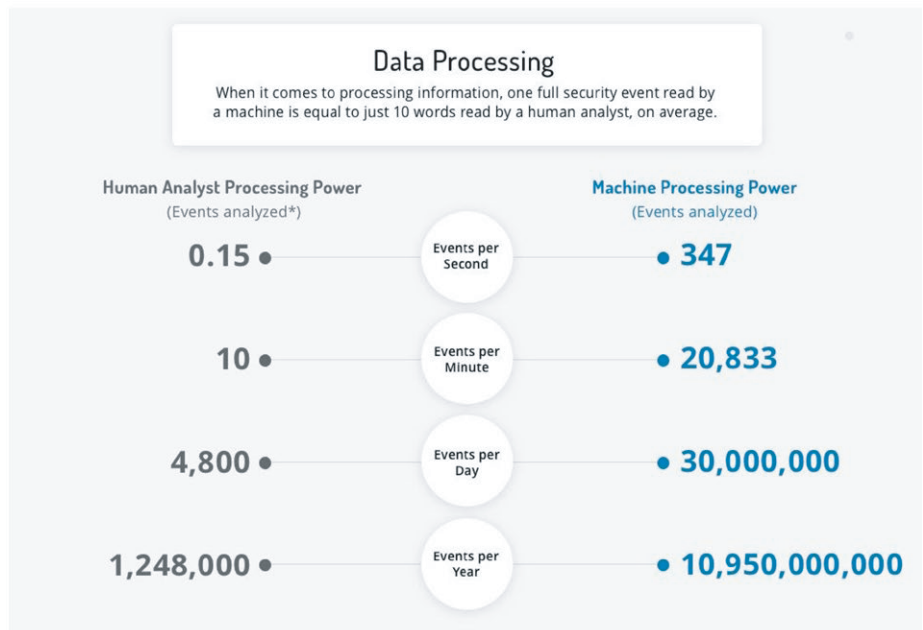 Data Processing
When it comes to processing information, one full security event read by
a machine is equal to just 10 words read by a human analyst, on average.
Human Analyst Processing Power
(Events analyzed*)
Machine Processing Power
(Events analyzed)
0.15
Events per
Second
347
10
Events per
Minute
20,833
4,800
Events per
Day
30,000,000
1,248,000
Events per
Year
10,950,000,000